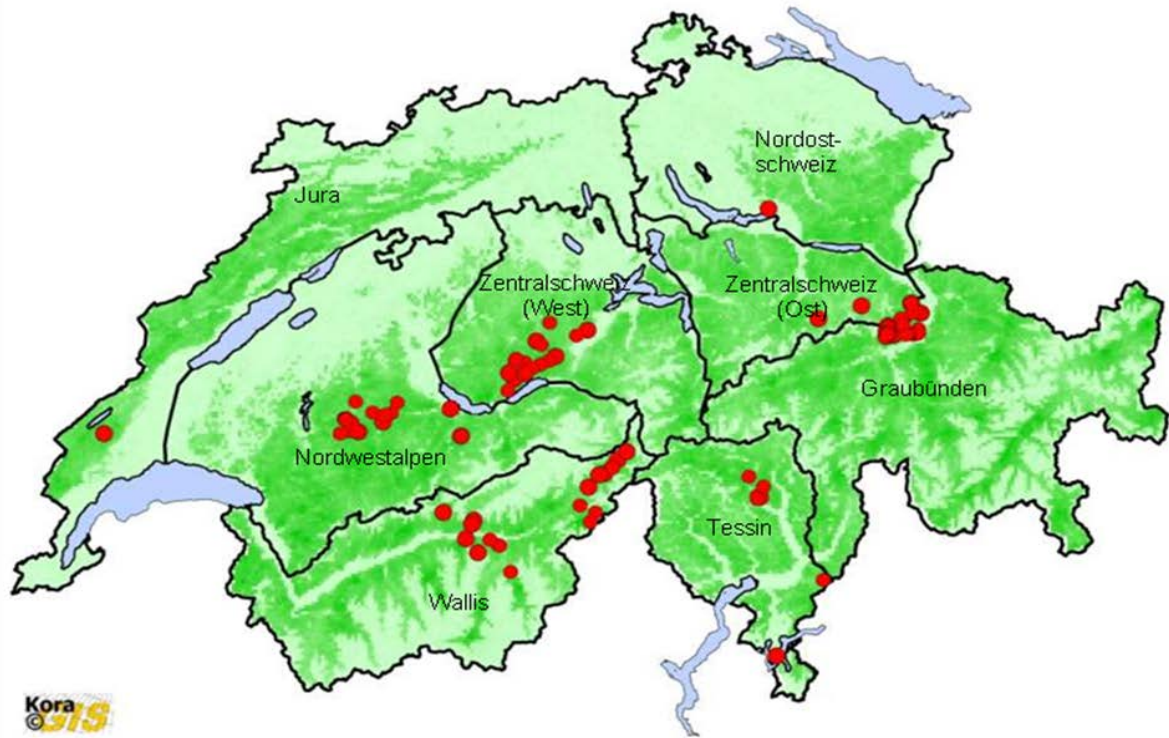 Nordost-
schweiz
Jura
Zentralschweiz
(West)
Zentralschweiz
(Ost)
Graubünden
Nordwestalpen
Tessin
Wallis
Kora
© GIS